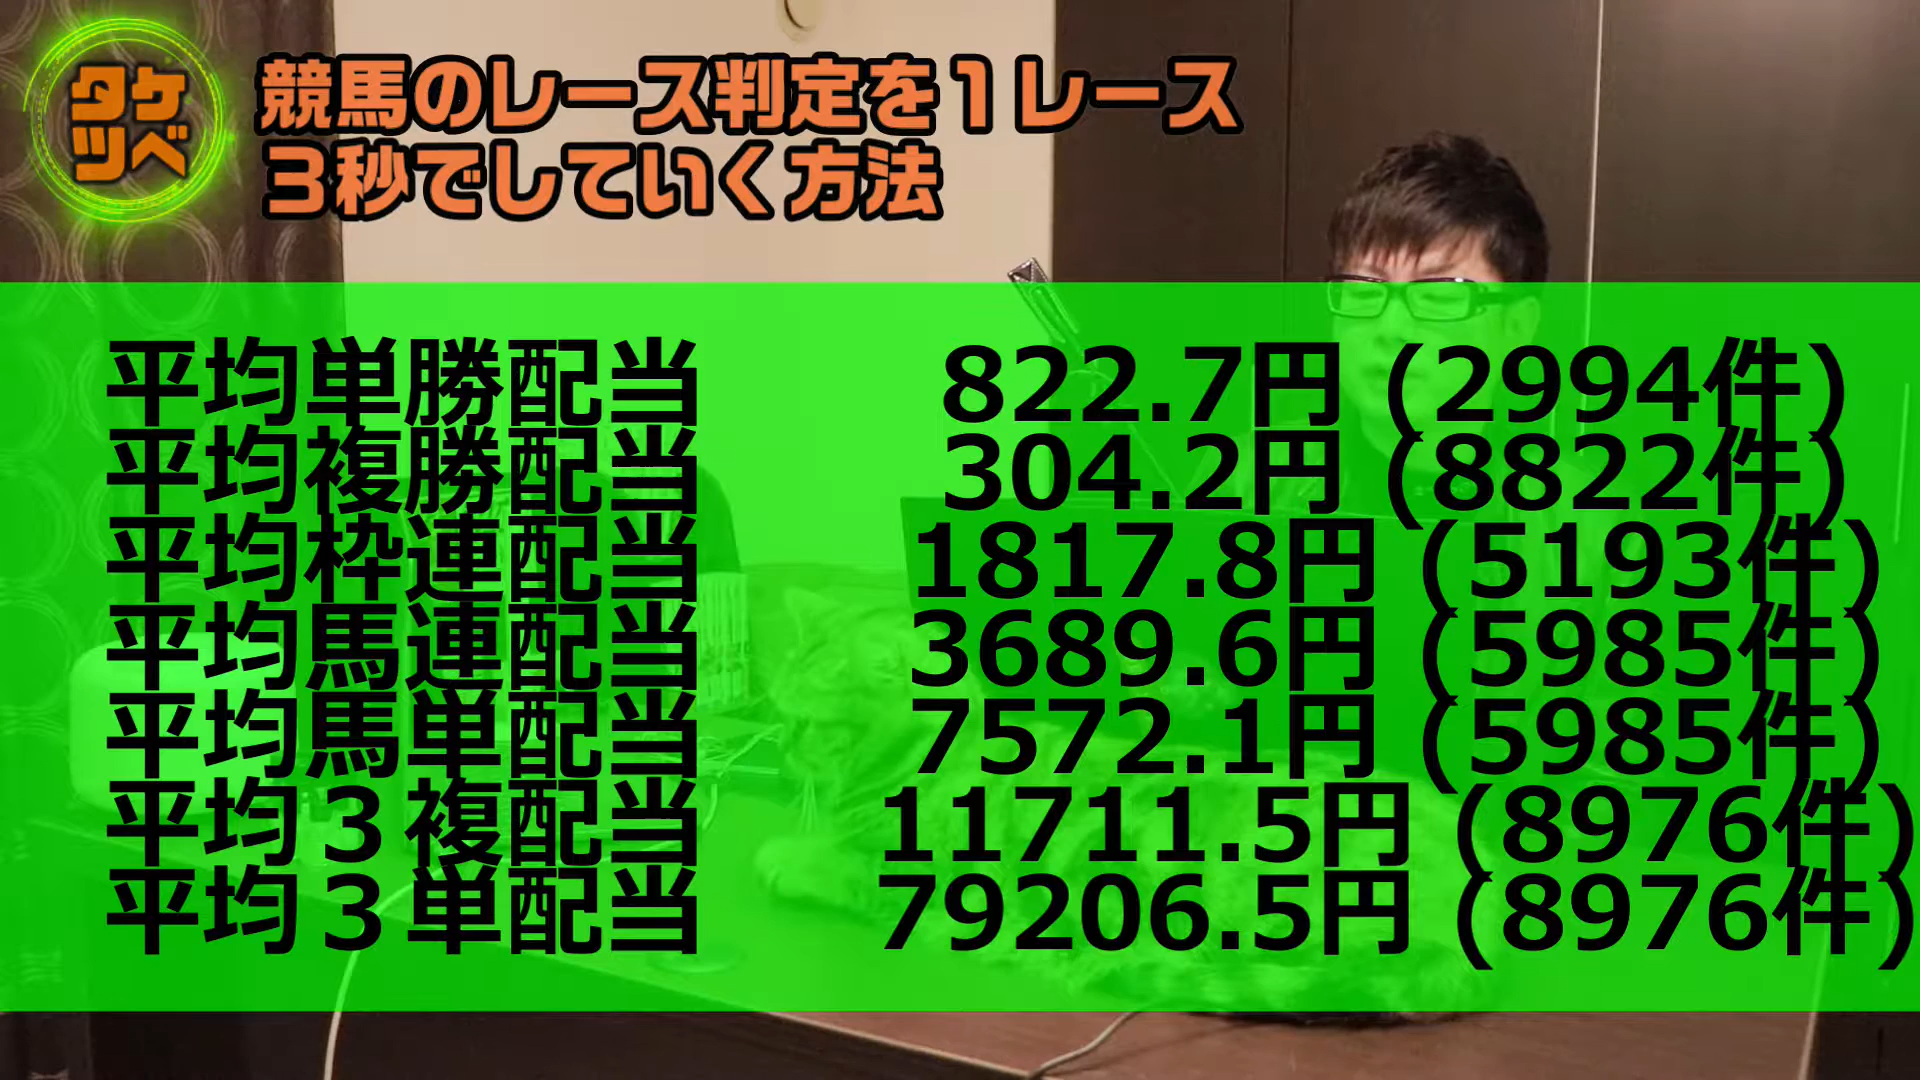 タケ
ツベ
競馬のレース判定を１レース
３秒でしていく方法
平均単勝配当 822.7円 (2994件)
平均複勝配当 304.2円 (8822件)
平均枠連配当 1817.8円 (5193件)
平均馬連配当 3689.6円 (5985件)
平均馬単配当 7572.1円 (5985件)
平均３複配当 11711.5円 (8976件)
平均３単配当 79206.5円 (8976件)